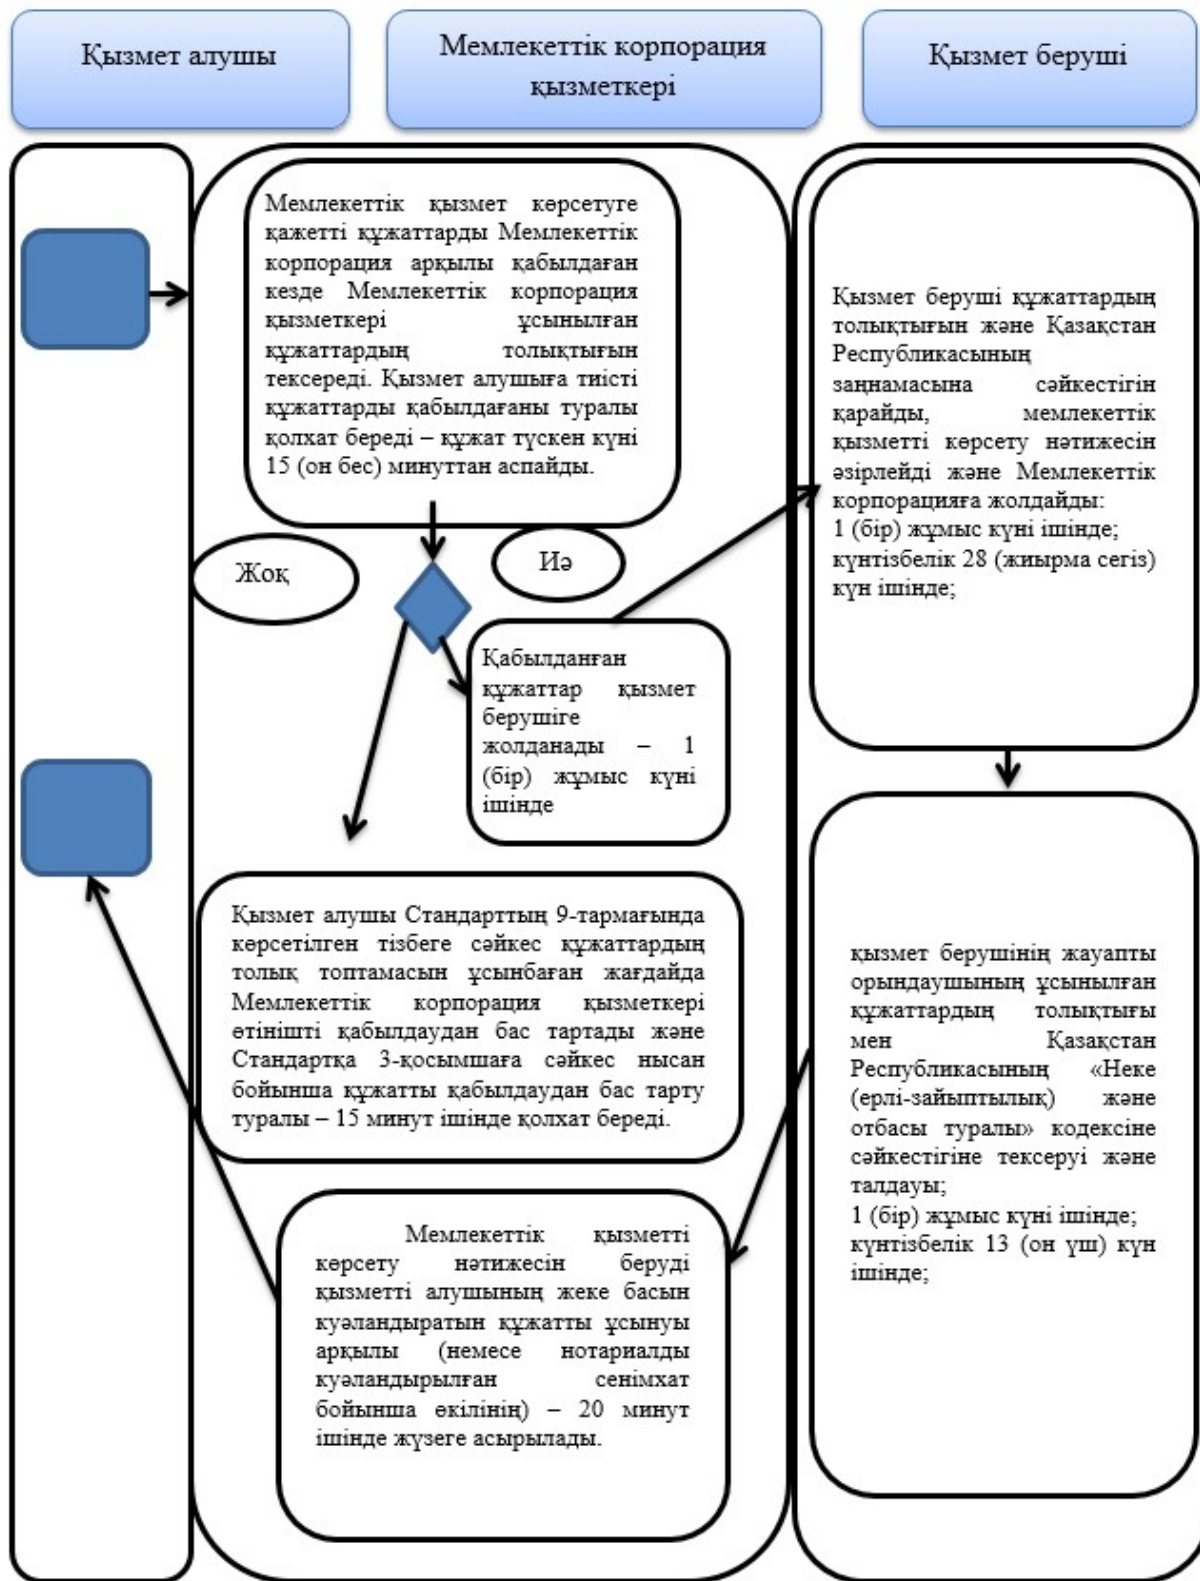 Қызмет алушы
Мемлекеттік корпорация
қызметкері
Қызмет беруші
Мемлекеттік қызмет көрсетуге
қажетті құжаттарды Мемлекеттік
корпорация арқылы қабылдаған
кезде Мемлекеттік корпорация
қызметкері ұсынылған
құжаттардың толықтығын
тексереді. Қызмет алушыға тиісті
құжаттарды қабылдағаны туралы
қолхат береді – құжат түскен күні
15 (он бес) минуттан аспайды.
Жоқ
Иә
Қабылданған
құжаттар қызмет
берушіге
жолданады – 1
(бір) жұмыс күні
ішінде
Қызмет беруші құжаттардың
толықтығын және Қазақстан
Республикасының
заңнамасына сәйкестігін
қарайды, мемлекеттік
қызметті көрсету нәтижесін
әзірлейді және Мемлекеттік
корпорацияға жолдайды:
1 (бір) жұмыс күні ішінде;
күнтізбелік 28 (жиырма сегіз)
күн ішінде;
Қызмет алушы Стандарттың 9-тармағында
көрсетілген тізбеге сәйкес құжаттардың
толық топтамасын ұсынбаған жағдайда
Мемлекеттік корпорация қызметкері
өтінішті қабылдаудан бас тартады және
Стандартқа 3-қосымшаға сәйкес нысан
бойынша құжатты қабылдаудан бас тарту
туралы – 15 минут ішінде қолхат береді.
қызмет берушінің жауапты
орындаушының ұсынылған
құжаттардың толықтығы
мен Қазақстан
Республикасының «Неке
(ерлі-зайыптылық) және
отбасы туралы» кодексіне
сәйкестігіне тексеруі және
талдауы;
1 (бір) жұмыс күні ішінде;
күнтізбелік 13 (он үш) күн
ішінде;
Мемлекеттік қызметті
көрсету нәтижесін беруді
қызметті алушының жеке басын
куәландыратын құжатты ұсынуы
арқылы (немесе нотариалды
куәландырылған сенімхат
бойынша өкілінің) – 20 минут
ішінде жүзеге асырылады.